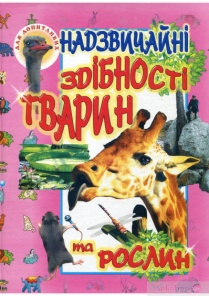 ДЛЯ ДОПИТЛИВИХ
НАДЗВИЧАЙНІ
ЗДІБНОСТІ
ТВАРИН
ТА РОСЛИН